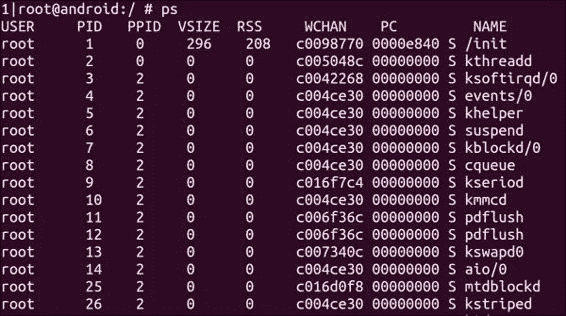 1|root@android:/ # ps
USER PID PPID VSIZE RSS WCHAN PC NAME
root 1 0 296 208 c0098770 0000e840 S /init
root 2 0 0 0 c005048c 00000000 S kthreadd
root 3 2 0 0 c0042268 00000000 S ksoftirqd/0
root 4 2 0 0 c004ce30 00000000 S events/0
root 5 2 0 0 c004ce30 00000000 S khelper
root 6 2 0 0 c004ce30 00000000 S suspend
root 7 2 0 0 c004ce30 00000000 S kblockd/0
root 8 2 0 0 c004ce30 00000000 S cqueue
root 9 2 0 0 c016f7c4 00000000 S kseriod
root 10 2 0 0 c004ce30 00000000 S kmmcd
root 11 2 0 0 c006f36c 00000000 S pdflush
root 12 2 0 0 c006f36c 00000000 S pdflush
root 13 2 0 0 c007340c 00000000 S kswapd0
root 14 2 0 0 c004ce30 00000000 S aio/0
root 25 2 0 0 c016d0f8 00000000 S mtdblockd
root 26 2 0 0 c004ce30 00000000 S kstriped